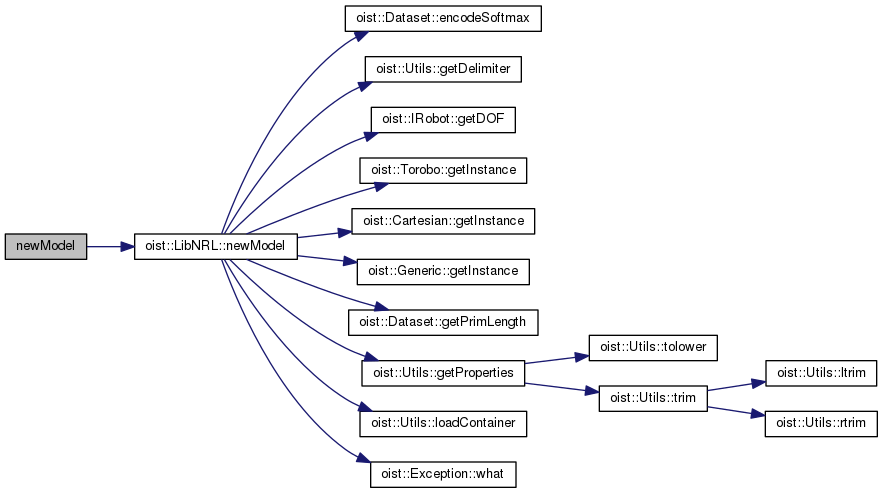 newModel
oist::LibNRL::newModel
oist::Dataset::encodeSoftmax
oist::Utils::getDelimiter
oist::IRobot::getDOF
oist::Torobo::getInstance
oist::Cartesian::getInstance
oist::Generic::getInstance
oist::Dataset::getPrimLength
oist::Utils::getProperties
oist::Utils::loadContainer
oist::Exception::what
oist::Utils::tolower
oist::Utils::trim
oist::Utils::ltrim
oist::Utils::rtrim